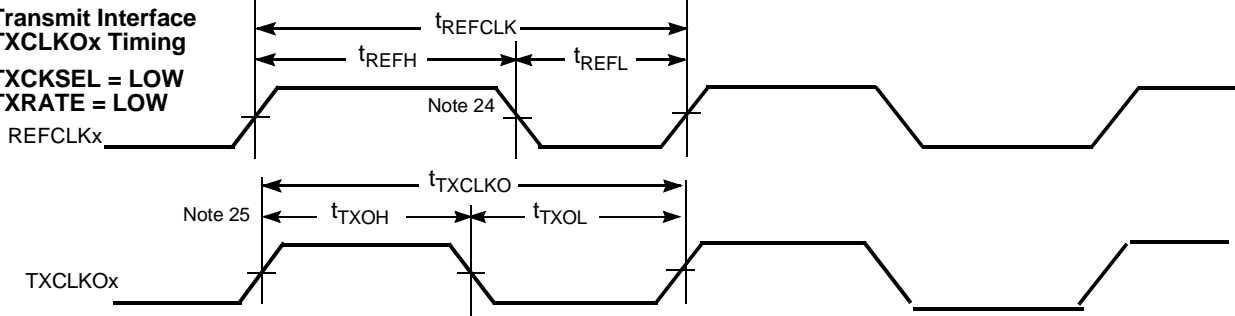 Transmit Interface
TXCLKOx Timing
TXCKSEL = LOW
TXRATE = LOW
REFCLKx
tREFCLK
tREFH
tREFL
Note 24
tTXCLKO
Note 25
tTXOH
tTXOL
TXCLKOx